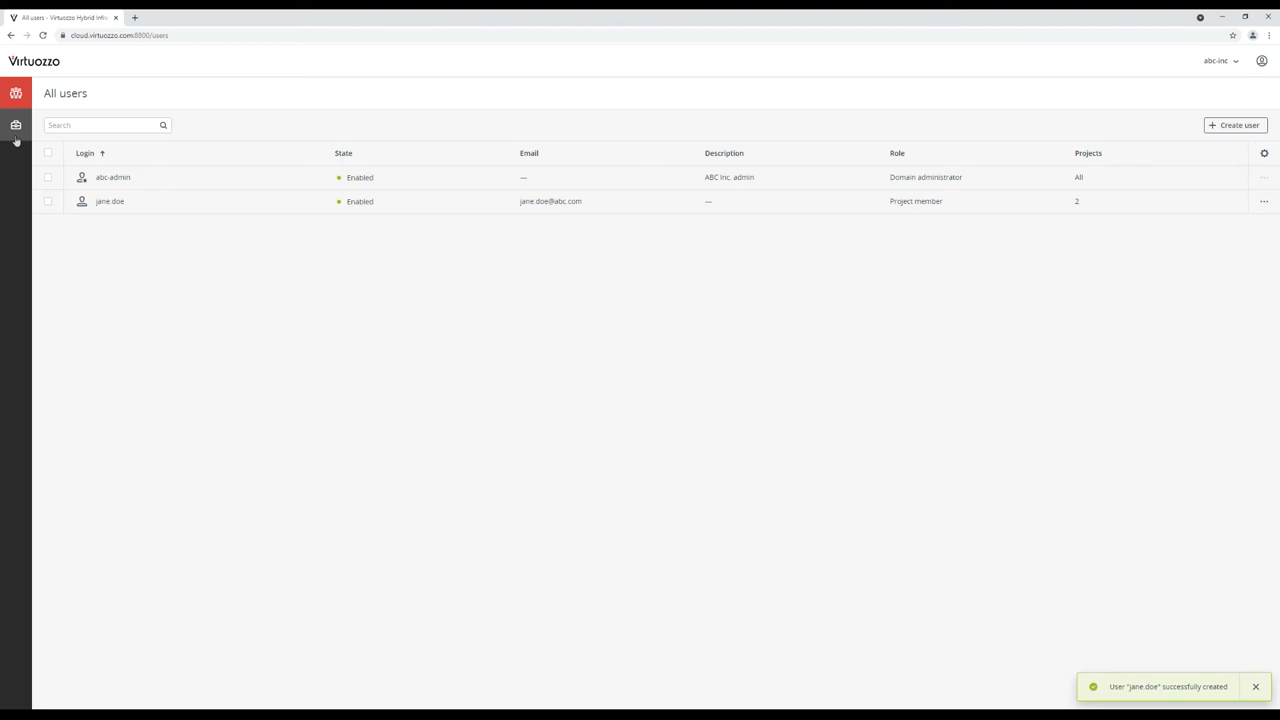 All users - Virtuozzo Hybrid Infra
cloud.virtuozzo.com:8800/users
Virtuozzo
abc-inc
All users
Search
Create user
Login State Email Description Role Projects
abc-admin Enabled — ABC Inc. admin Domain administrator All
jane.doe Enabled jane.doe@abc.com — Project member 2
User "jane.doe" successfully created